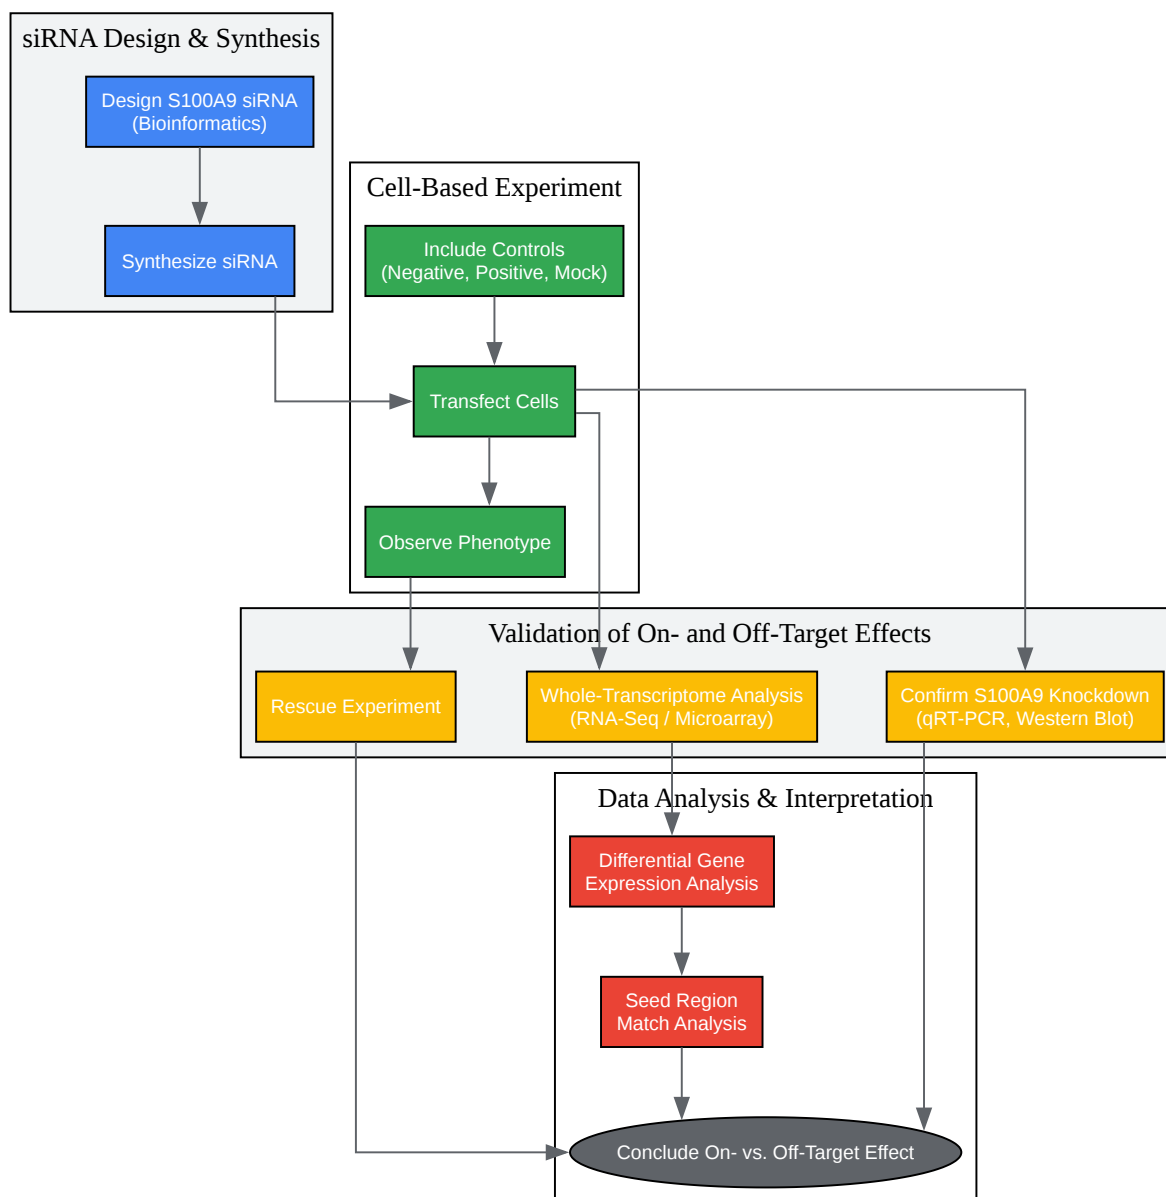 siRNA Design & Synthesis
Design S100A9 siRNA
(Bioinformatics)
Synthesize siRNA
Cell-Based Experiment
Include Controls
(Negative, Positive, Mock)
Transfect Cells
Observe Phenotype
Validation of On- and Off-Target Effects
Rescue Experiment
Whole-Transcriptome Analysis
(RNA-Seq / Microarray)
Confirm S100A9 Knockdown
(qRT-PCR, Western Blot)
Data Analysis & Interpretation
Differential Gene
Expression Analysis
Seed Region
Match Analysis
Conclude On- vs. Off-Target Effect